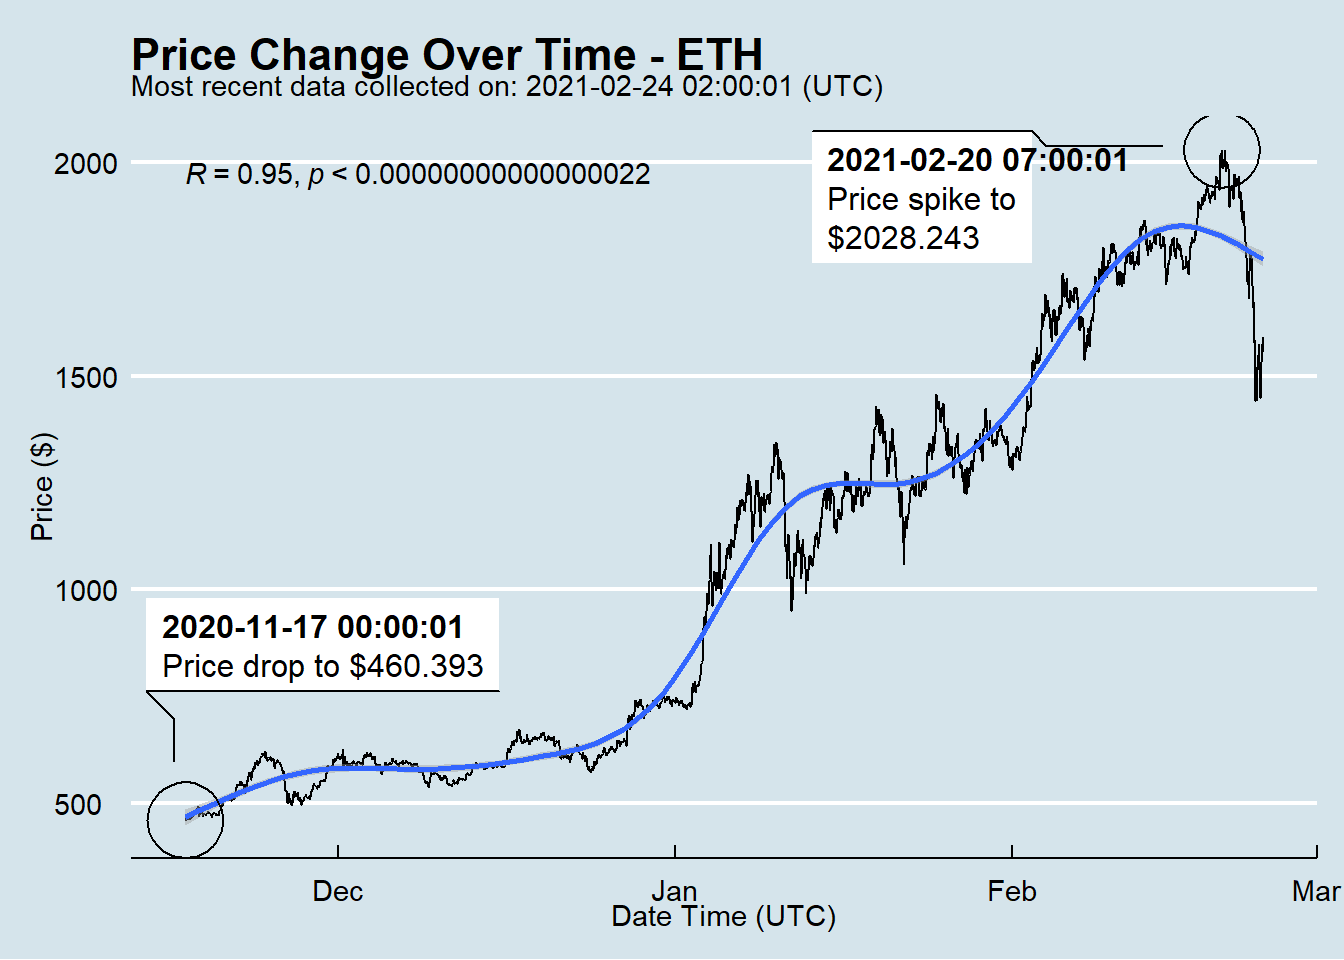 Price Change Over Time - ETH
Most recent data collected on: 2021-02-24 02:00:01 (UTC)
R = 0.95, p < 0.00000000000000022
2021-02-20 07:00:01
Price spike to
$2028.243
2020-11-17 00:00:01
Price drop to $460.393
Price ($)
2000
1500
1000
500
Dec Jan Feb Mar
Date Time (UTC)